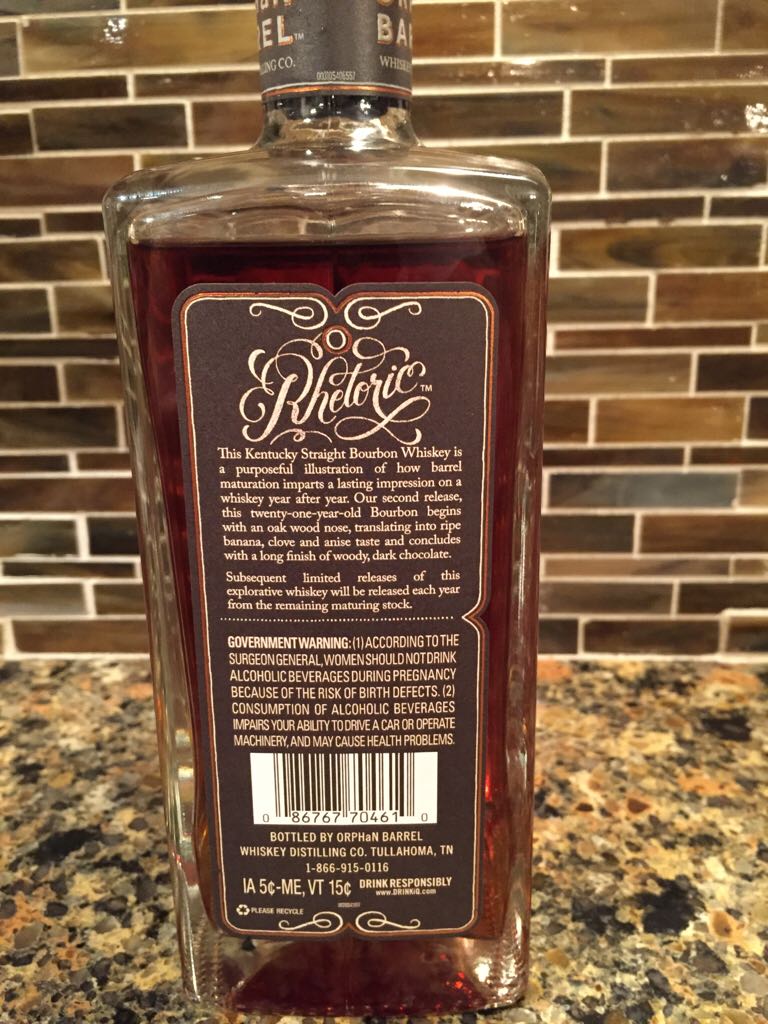 REL™
BA
NG CO.
WHISK
000105406557
Rhetoric™
This Kentucky Straight Bourbon Whiskey is
a purposeful illustration of how barrel
maturation imparts a lasting impression on a
whiskey year after year. Our second release,
this twenty-one-year-old Bourbon begins
with an oak wood nose, translating into ripe
banana, clove and anise taste and concludes
with a long finish of woody, dark chocolate.
Subsequent limited releases of this
explorative whiskey will be released each year
from the remaining maturing stock.
GOVERNMENT WARNING: (1) ACCORDING TO THE
SURGEON GENERAL, WOMEN SHOULD NOT DRINK
ALCOHOLIC BEVERAGES DURING PREGNANCY
BECAUSE OF THE RISK OF BIRTH DEFECTS. (2)
CONSUMPTION OF ALCOHOLIC BEVERAGES
IMPAIRS YOUR ABILITY TO DRIVE A CAR OR OPERATE
MACHINERY, AND MAY CAUSE HEALTH PROBLEMS.
0 86767 70461 0
BOTTLED BY ORPHaN BARREL
WHISKEY DISTILLING CO. TULLAHOMA, TN
1-866-915-0116
IA 5¢-ME, VT 15¢ DRINK RESPONSIBLY
www.DRINKiQ.com
PLEASE RECYCLE